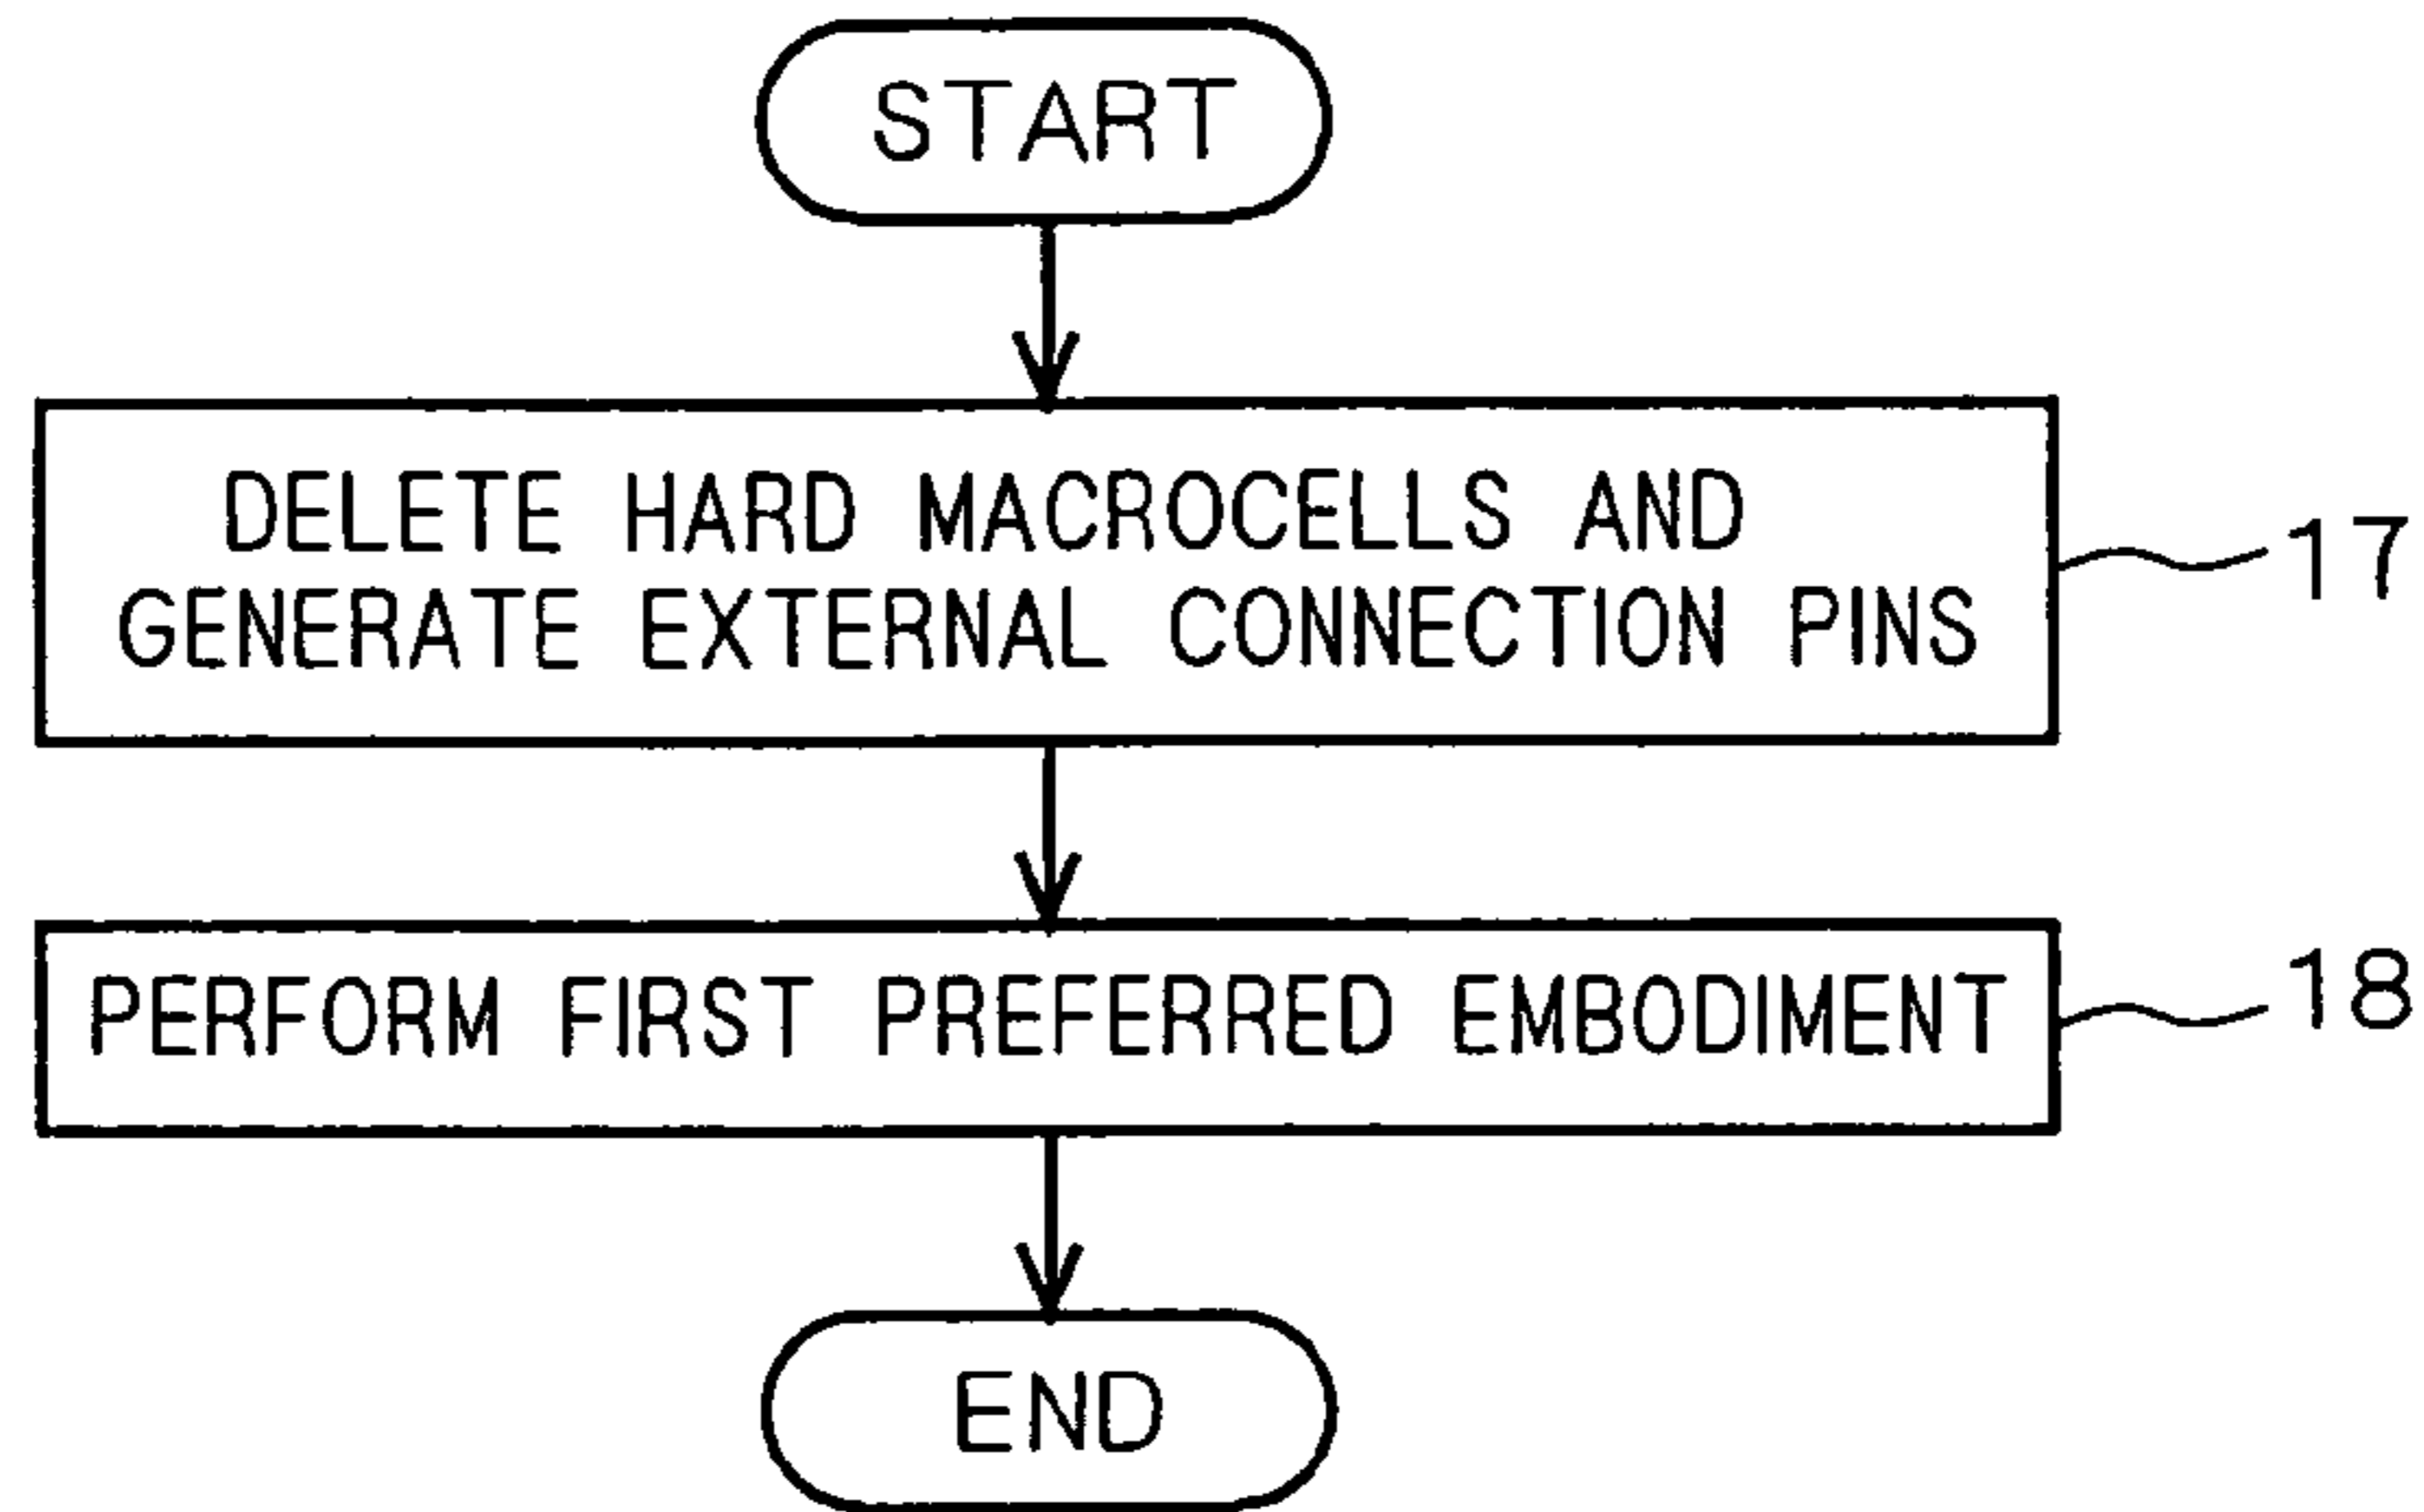 START
DELETE HARD MACROCELLS AND
GENERATE EXTERNAL CONNECTION PINS
17
PERFORM FIRST PREFERRED EMBODIMENT
18
END